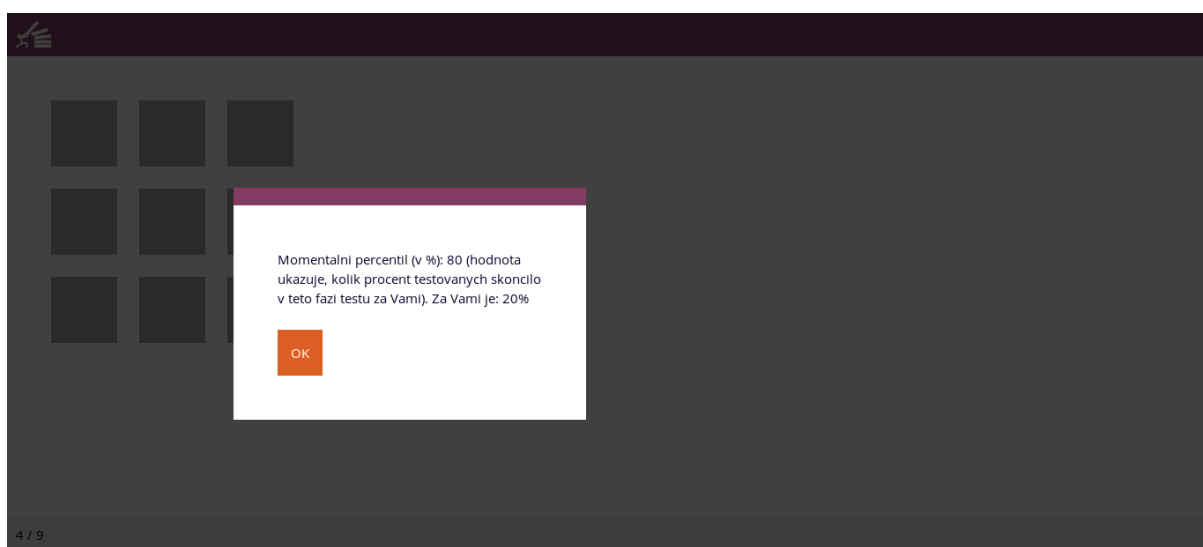 Momentalni percentil (v %): 80 (hodnota
ukazuje, kolik procent testovanych skoncilo
v teto fazi testu za Vami). Za Vami je: 20%
OK
4 / 9